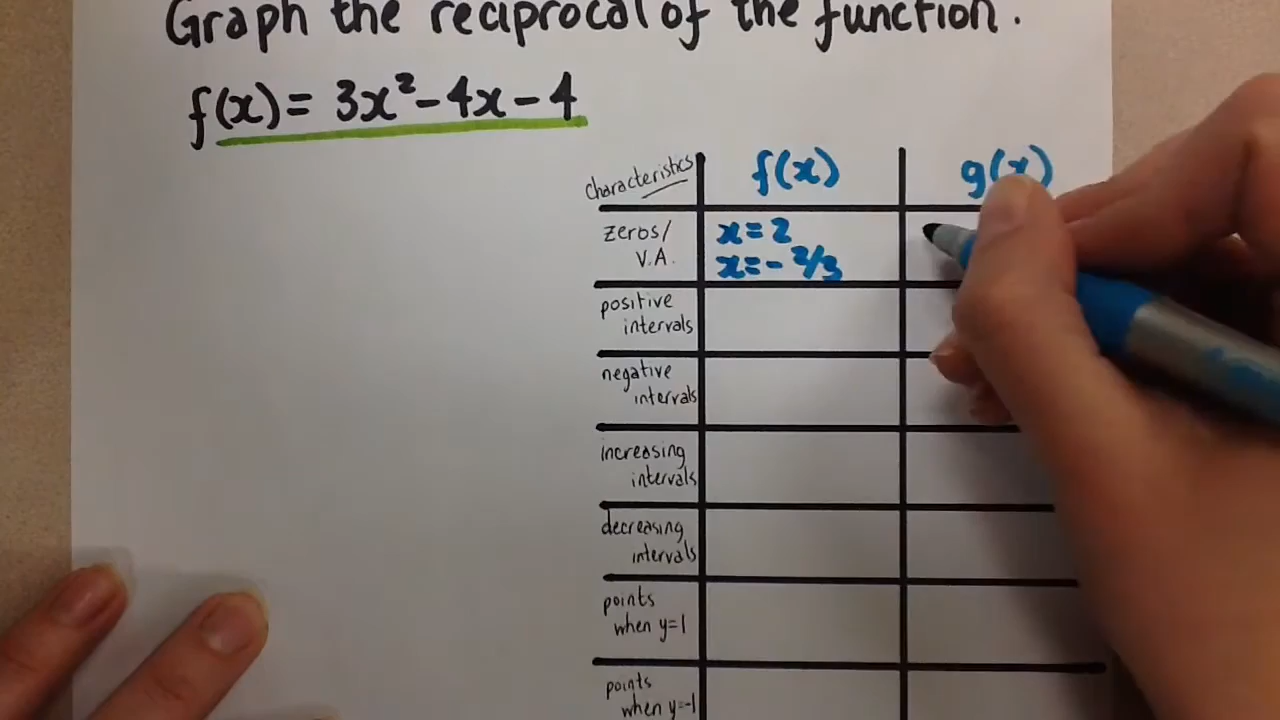 Graph the reciprocal of the function.
f(x) = 3x² - 4x - 4
characteristics f(x) g(x)
zeros/ x = 2
V.A. x = - 2/3
positive
intervals
negative
intervals
increasing
intervals
decreasing
intervals
points
when y=1
points
when y=-1